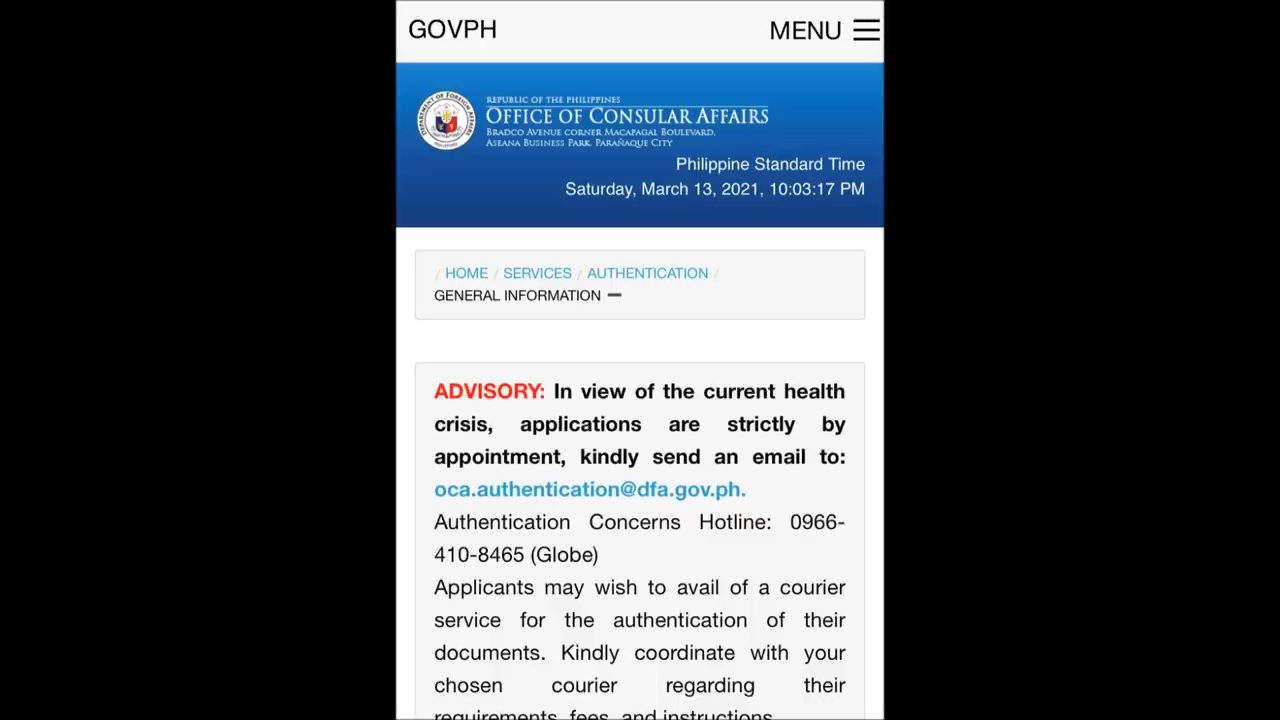 GOVPH
MENU
REPUBLIC OF THE PHILIPPINES
OFFICE OF CONSULAR AFFAIRS
BRADCO AVENUE CORNER MACAPAGAL BOULEVARD,
ASEANA BUSINESS PARK, PARAÑAQUE CITY
Philippine Standard Time
Saturday, March 13, 2021, 10:03:17 PM
/ HOME / SERVICES / AUTHENTICATION /
GENERAL INFORMATION
ADVISORY: In view of the current health
crisis, applications are strictly by
appointment, kindly send an email to:
oca.authentication@dfa.gov.ph.
Authentication Concerns Hotline: 0966-
410-8465 (Globe)
Applicants may wish to avail of a courier
service for the authentication of their
documents. Kindly coordinate with your
chosen courier regarding their
requirements, fees, and instructions.